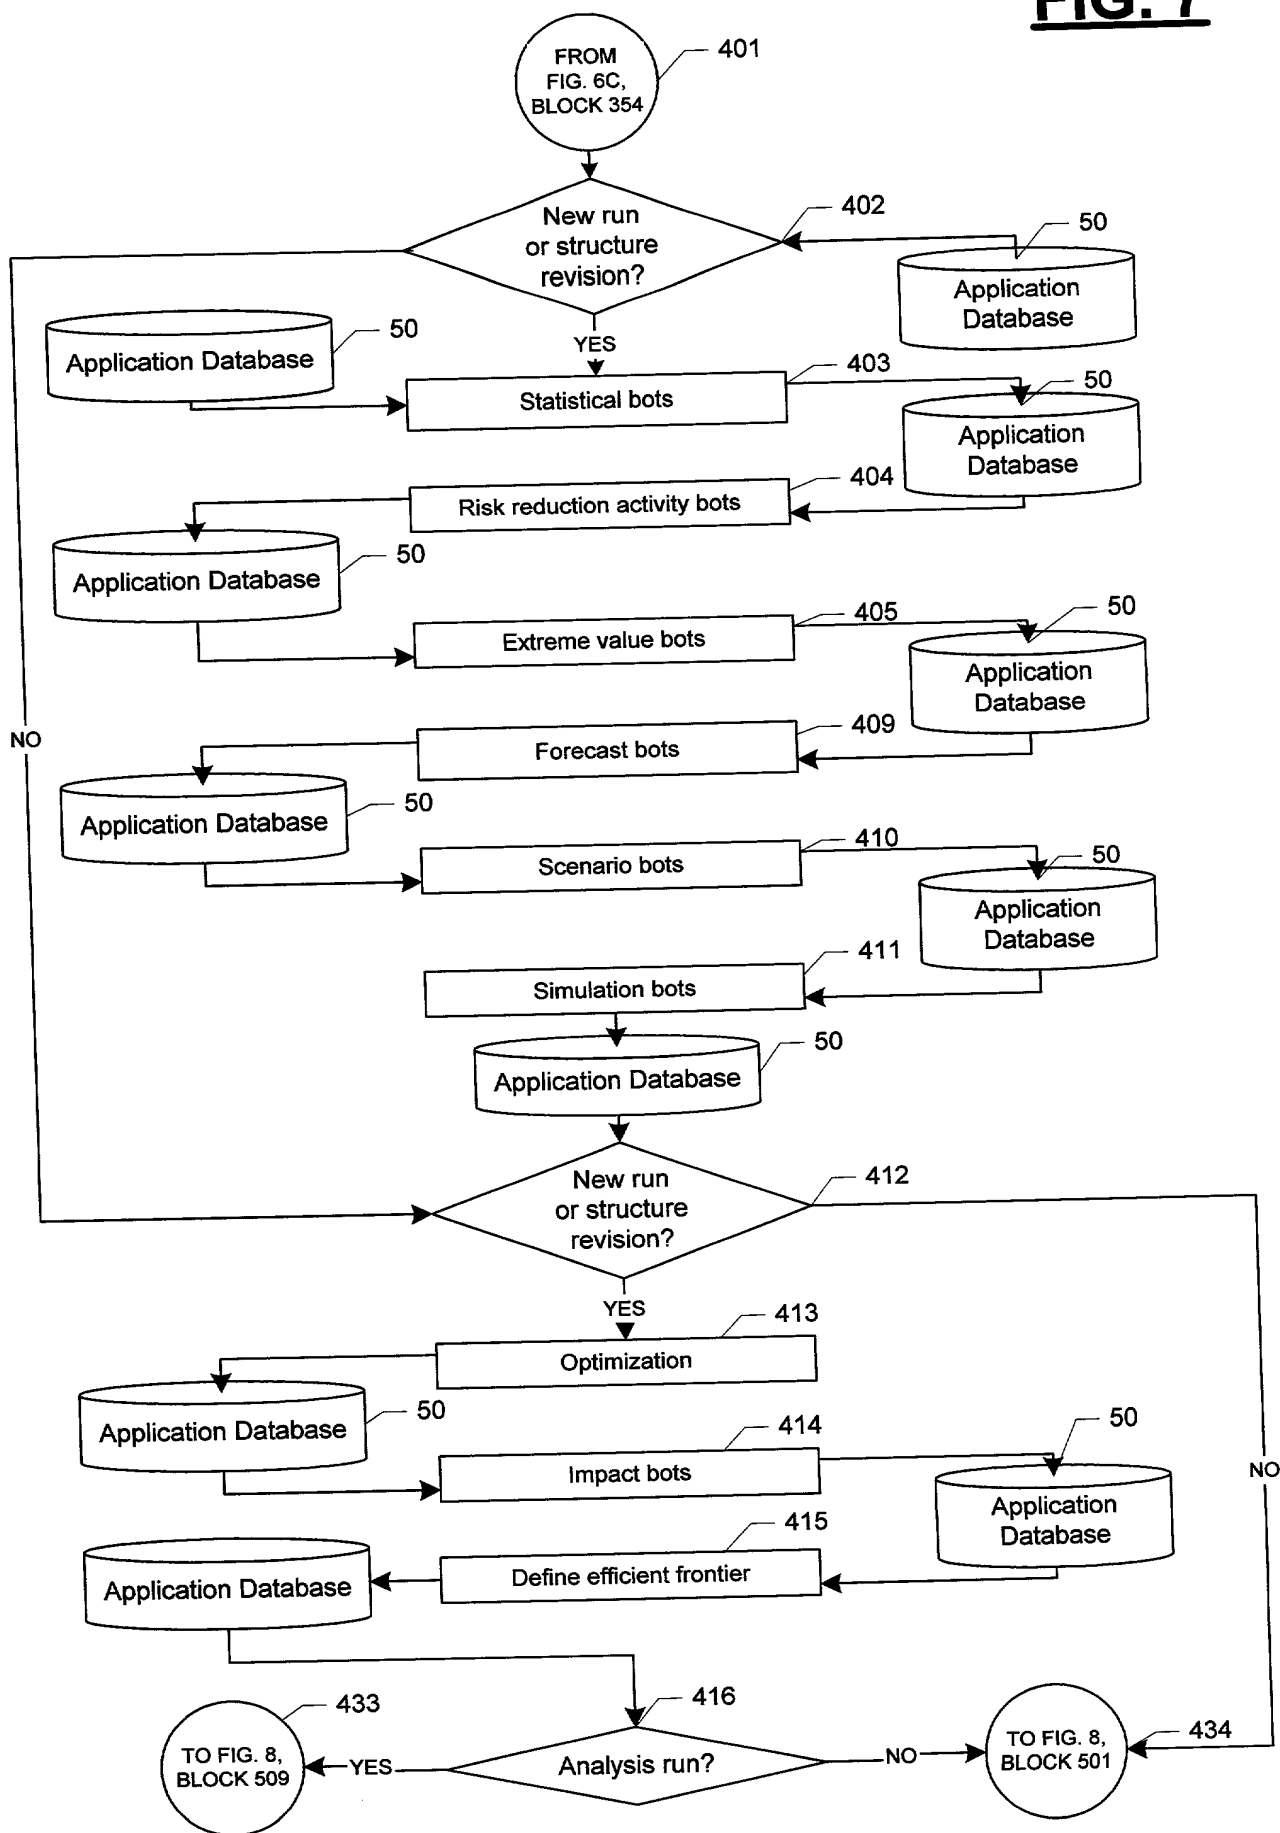 FIG. 7
FROM
FIG. 6C,
BLOCK 354
401
New run
or structure
revision?
402
50
Application
Database
Application Database
50
YES
Statistical bots
403
50
Application
Database
Risk reduction activity bots
404
Application Database
50
Extreme value bots
405
50
Application
Database
NO
Forecast bots
409
Application Database
50
Scenario bots
410
50
Application
Database
Simulation bots
411
Application Database
50
New run
or structure
revision?
412
YES
Optimization
413
Application Database
50
Impact bots
414
50
Application
Database
NO
Define efficient frontier
415
Application Database
433
TO FIG. 8,
BLOCK 509
YES
Analysis run?
416
NO
TO FIG. 8,
BLOCK 501
434